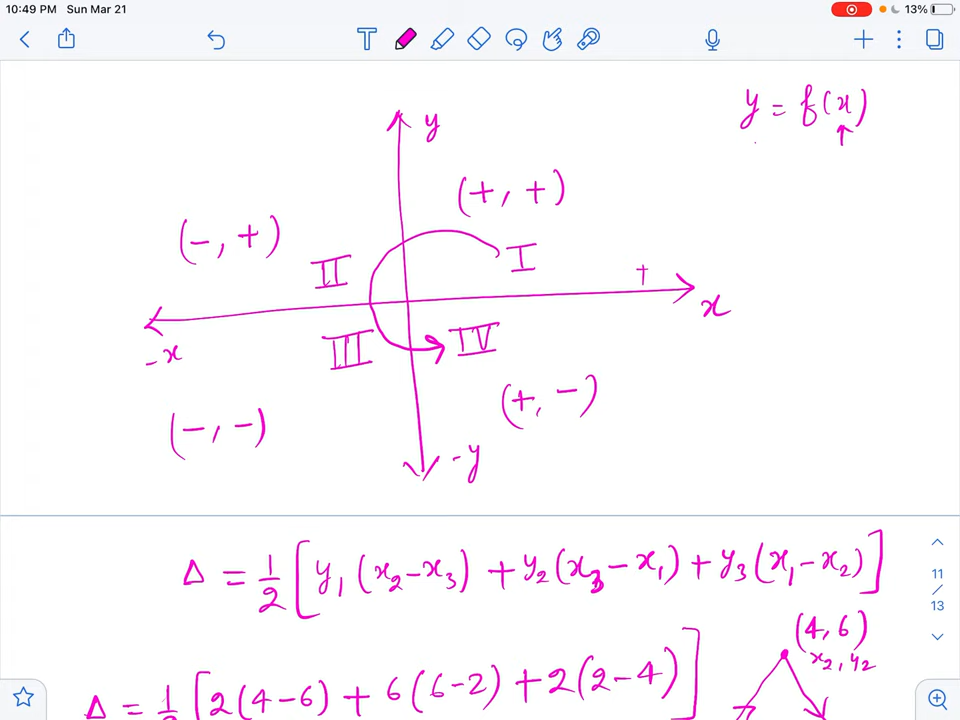 10:49 PM Sun Mar 21
13%
y = f(x)
y
(+, +)
(-, +)
I
II
+
x
-x
III
IV
(+, -)
(-, -)
-y
Δ = 1/2 [y₁(x₂-x₃) + y₂(x₃-x₁) + y₃(x₁-x₂)]
11
/
13
(4,6)
x₂, y₂
Δ = 1/2 [2(4-6) + 6(6-2) + 2(2-4)]